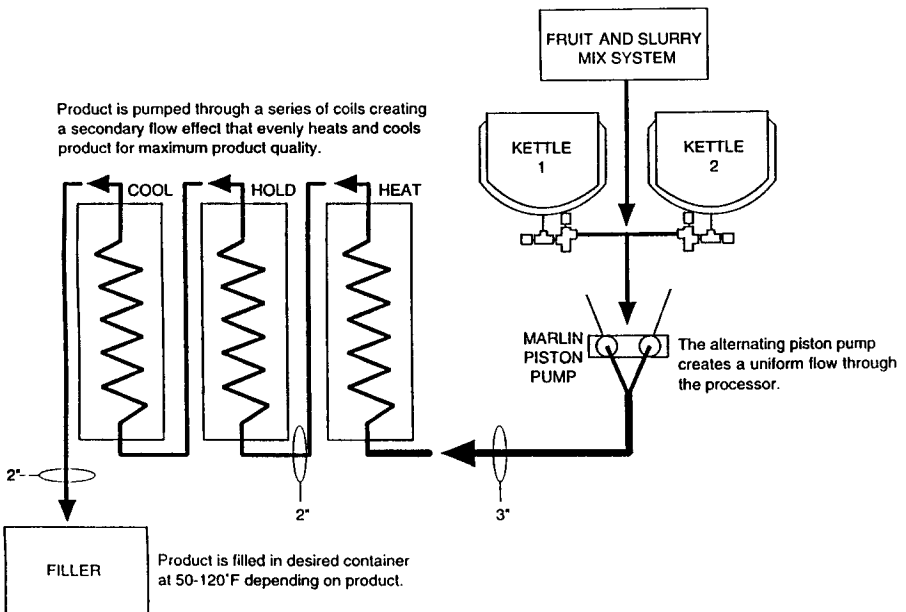 FRUIT AND SLURRY
MIX SYSTEM
Product is pumped through a series of coils creating
a secondary flow effect that evenly heats and cools
product for maximum product quality.
KETTLE
1
KETTLE
2
COOL
HOLD
HEAT
MARLIN
PISTON
PUMP
The alternating piston pump
creates a uniform flow through
the processor.
2"
2"
3"
FILLER
Product is filled in desired container
at 50-120°F depending on product.